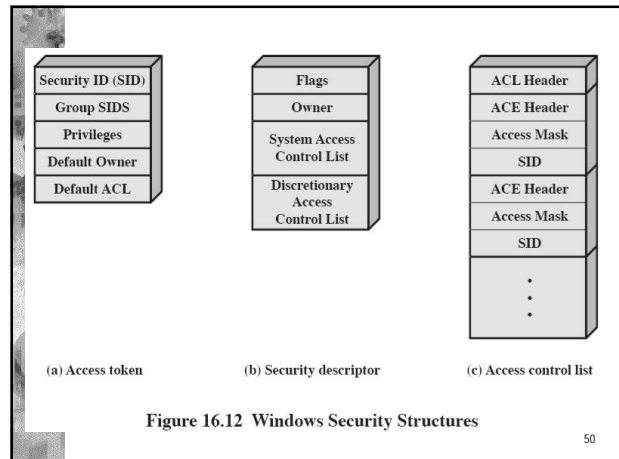 Security ID (SID)
Group SIDS
Privileges
Default Owner
Default ACL
(a) Access token
Flags
Owner
System Access
Control List
Discretionary
Access
Control List
(b) Security descriptor
ACL Header
ACE Header
Access Mask
SID
ACE Header
Access Mask
SID
(c) Access control list
Figure 16.12 Windows Security Structures
50